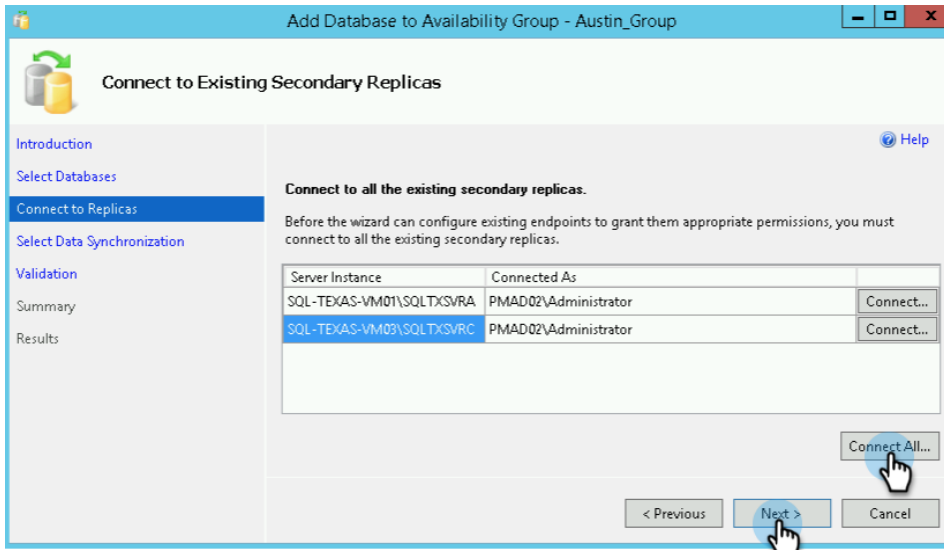 Add Database to Availability Group - Austin_Group
x
Connect to Existing Secondary Replicas
Help
Introduction
Select Databases
Connect to Replicas
Select Data Synchronization
Validation
Summary
Results
Connect to all the existing secondary replicas.
Before the wizard can configure existing endpoints to grant them appropriate permissions, you must
connect to all the existing secondary replicas.
Server Instance Connected As
SQL-TEXAS-VM01\SQLTXSVRA PMAD02\Administrator Connect...
SQL-TEXAS-VM03\SQLTXSVRC PMAD02\Administrator Connect...
Connect All...
< Previous Next > Cancel